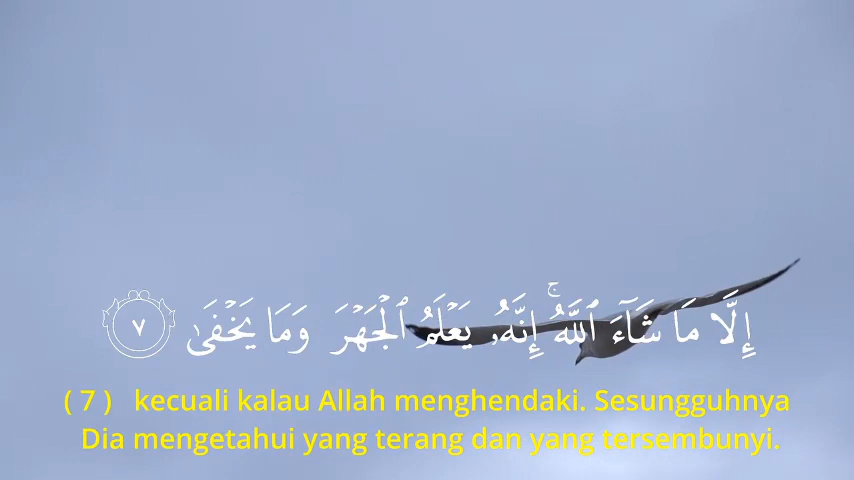 إِلَّا مَا شَآءَ ٱللَّهُ ۚ إِنَّهُۥ يَعْلَمُ ٱلْجَهْرَ وَمَا يَخْفَىٰ ٧
( 7 ) kecuali kalau Allah menghendaki. Sesungguhnya
Dia mengetahui yang terang dan yang tersembunyi.